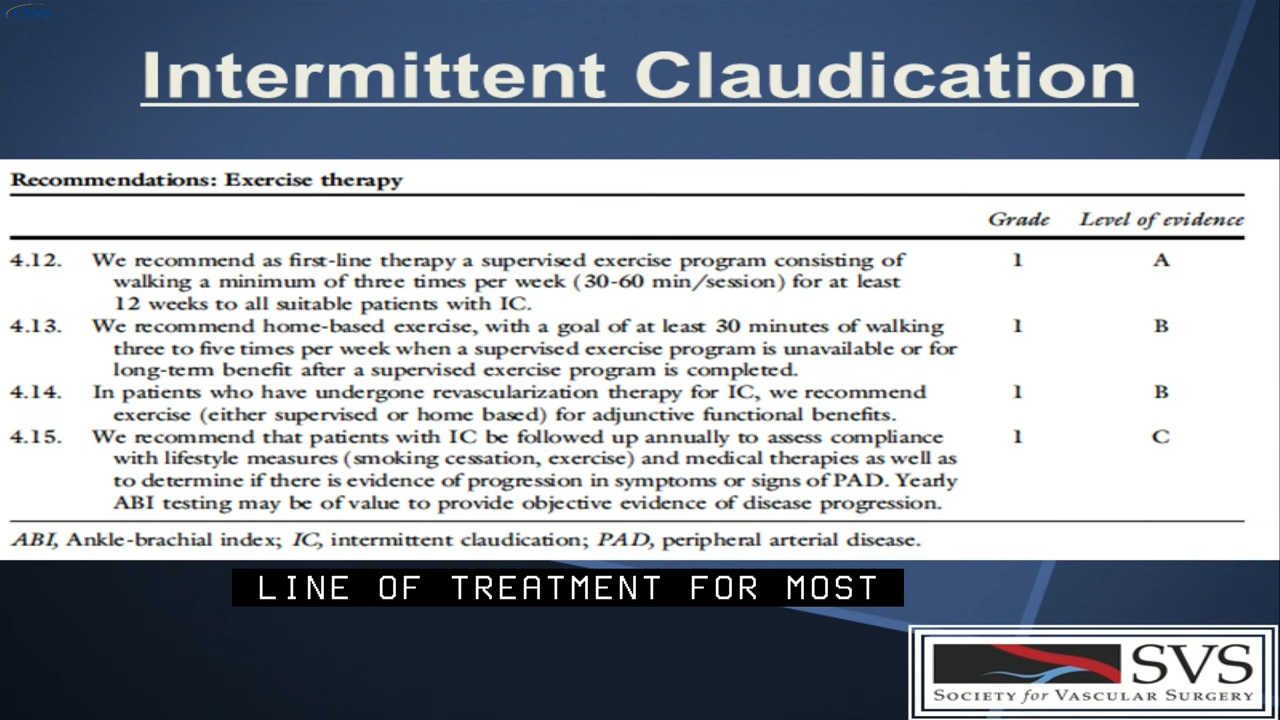 Intermittent Claudication
Recommendations: Exercise therapy
Grade Level of evidence
4.12. We recommend as first-line therapy a supervised exercise program consisting of 1 A
walking a minimum of three times per week (30-60 min/session) for at least
12 weeks to all suitable patients with IC.
4.13. We recommend home-based exercise, with a goal of at least 30 minutes of walking 1 B
three to five times per week when a supervised exercise program is unavailable or for
long-term benefit after a supervised exercise program is completed.
4.14. In patients who have undergone revascularization therapy for IC, we recommend 1 B
exercise (either supervised or home based) for adjunctive functional benefits.
4.15. We recommend that patients with IC be followed up annually to assess compliance 1 C
with lifestyle measures (smoking cessation, exercise) and medical therapies as well as
to determine if there is evidence of progression in symptoms or signs of PAD. Yearly
ABI testing may be of value to provide objective evidence of disease progression.
ABI, Ankle-brachial index; IC, intermittent claudication; PAD, peripheral arterial disease.
LINE OF TREATMENT FOR MOST
SVS
SOCIETY for VASCULAR SURGERY